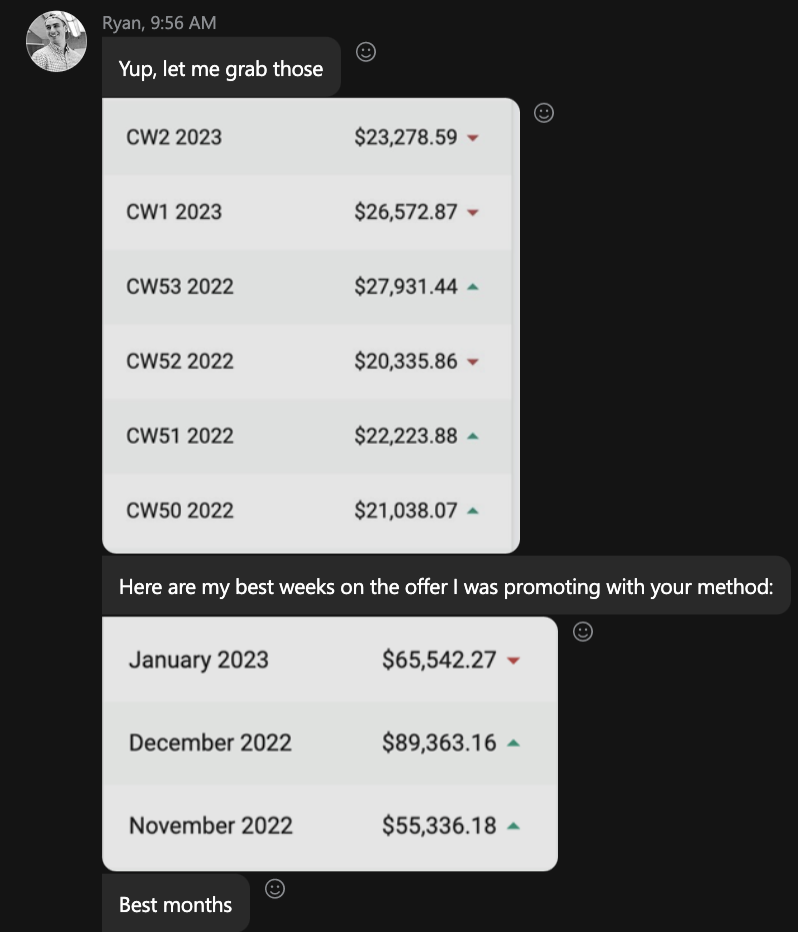 Ryan, 9:56 AM
Yup, let me grab those
CW2 2023 $23,278.59
CW1 2023 $26,572.87
CW53 2022 $27,931.44
CW52 2022 $20,335.86
CW51 2022 $22,223.88
CW50 2022 $21,038.07
Here are my best weeks on the offer I was promoting with your method:
January 2023 $65,542.27
December 2022 $89,363.16
November 2022 $55,336.18
Best months